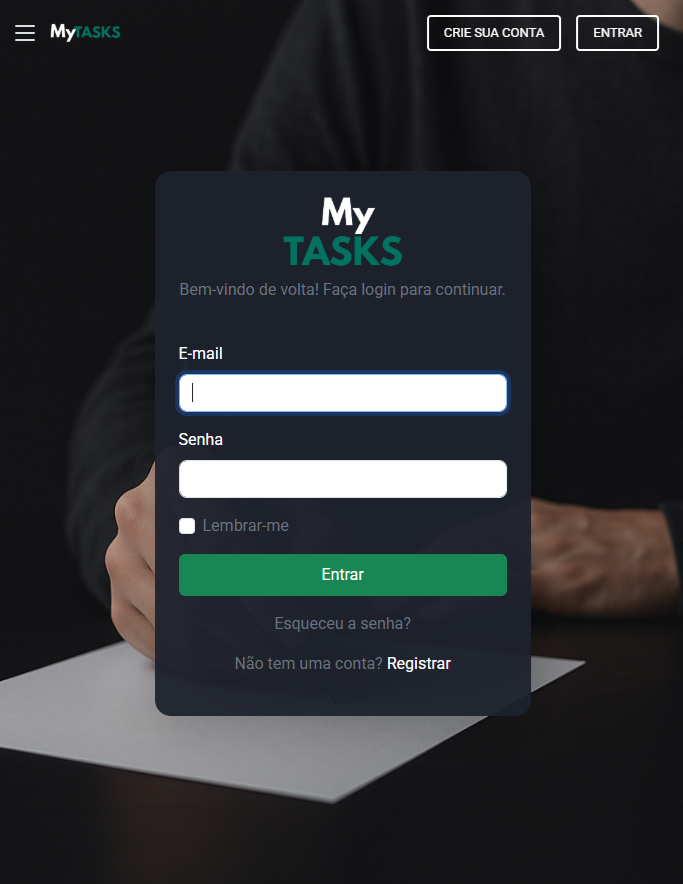 MyTASKS
CRIE SUA CONTA
ENTRAR
My
TASKS
Bem-vindo de volta! Faça login para continuar.
E-mail
Senha
Lembrar-me
Entrar
Esqueceu a senha?
Não tem uma conta? Registrar